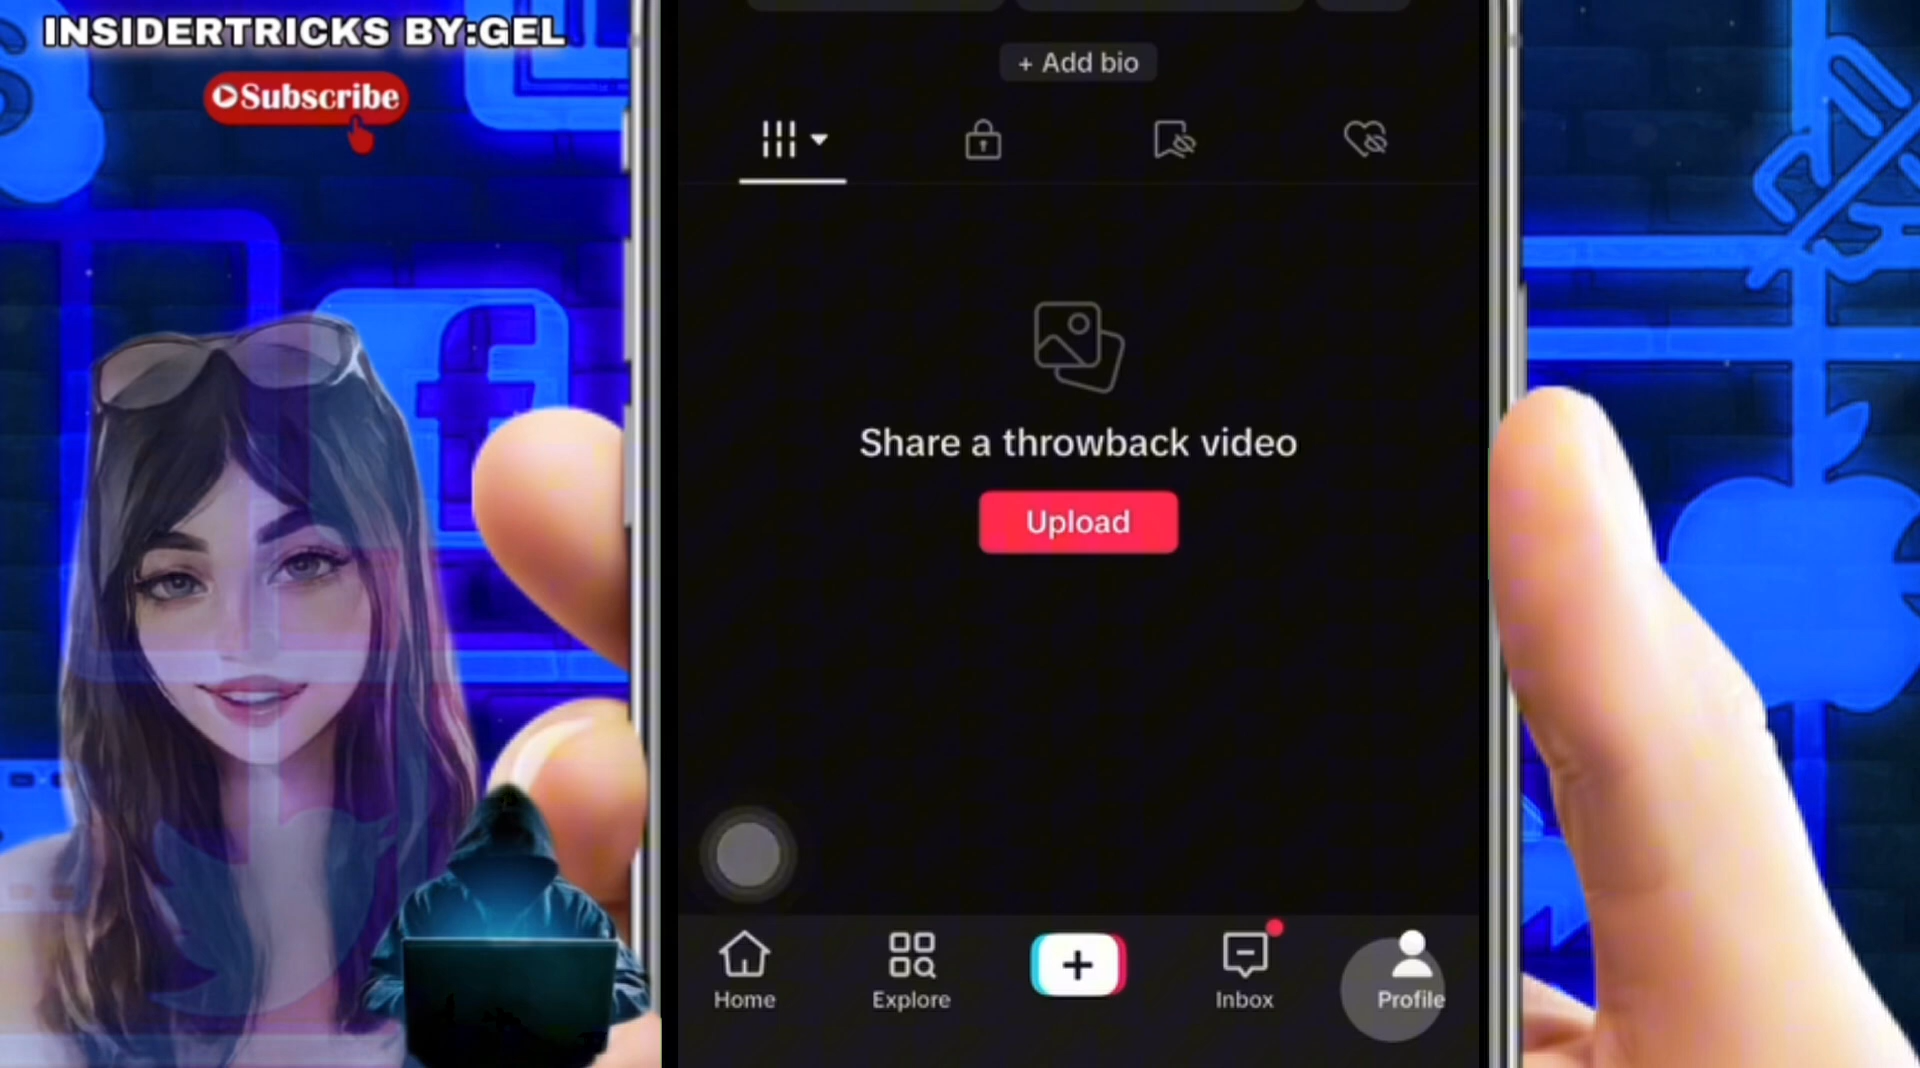 INSIDERTRICKS BY:GEL
Subscribe
+ Add bio
Share a throwback video
Upload
Home
Explore
Inbox
Profile